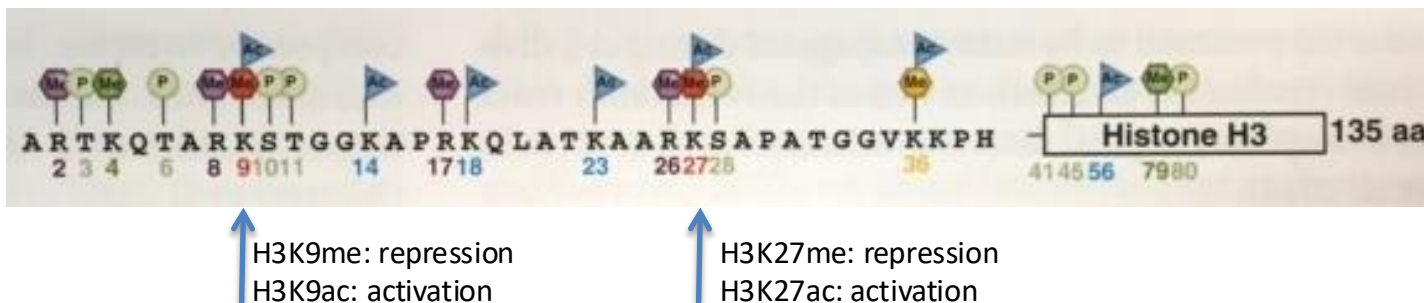 Ac Ac Ac
Me P Me P Me Me P P Ac Me Ac Ac Me Me P Me P P Ac Me P
A R T K Q T A R K S T G G K A P R K Q L A T K A A R K S A P A T G G V K K P H Histone H3 135 aa
2 3 4 6 8 9 10 11 14 17 18 23 26 27 28 36 41 45 56 79 80
H3K9me: repression H3K27me: repression
H3K9ac: activation H3K27ac: activation